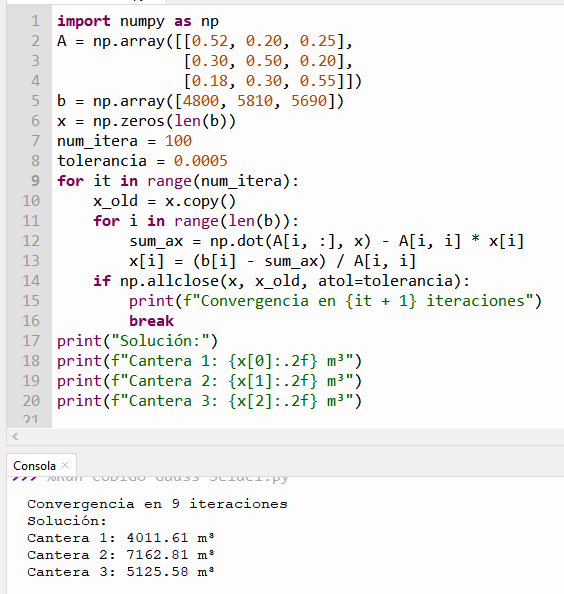 1 import numpy as np
2 A = np.array([[0.52, 0.20, 0.25],
3 [0.30, 0.50, 0.20],
4 [0.18, 0.30, 0.55]])
5 b = np.array([4800, 5810, 5690])
6 x = np.zeros(len(b))
7 num_itera = 100
8 tolerancia = 0.0005
9 for it in range(num_itera):
10 x_old = x.copy()
11 for i in range(len(b)):
12 sum_ax = np.dot(A[i, :], x) - A[i, i] * x[i]
13 x[i] = (b[i] - sum_ax) / A[i, i]
14 if np.allclose(x, x_old, atol=tolerancia):
15 print(f"Convergencia en {it + 1} iteraciones")
16 break
17 print("Solución:")
18 print(f"Cantera 1: {x[0]:.2f} m³")
19 print(f"Cantera 2: {x[1]:.2f} m³")
20 print(f"Cantera 3: {x[2]:.2f} m³")
21
Consola ×
>>> %Run
Convergencia en 9 iteraciones
Solución:
Cantera 1: 4011.61 m³
Cantera 2: 7162.81 m³
Cantera 3: 5125.58 m³